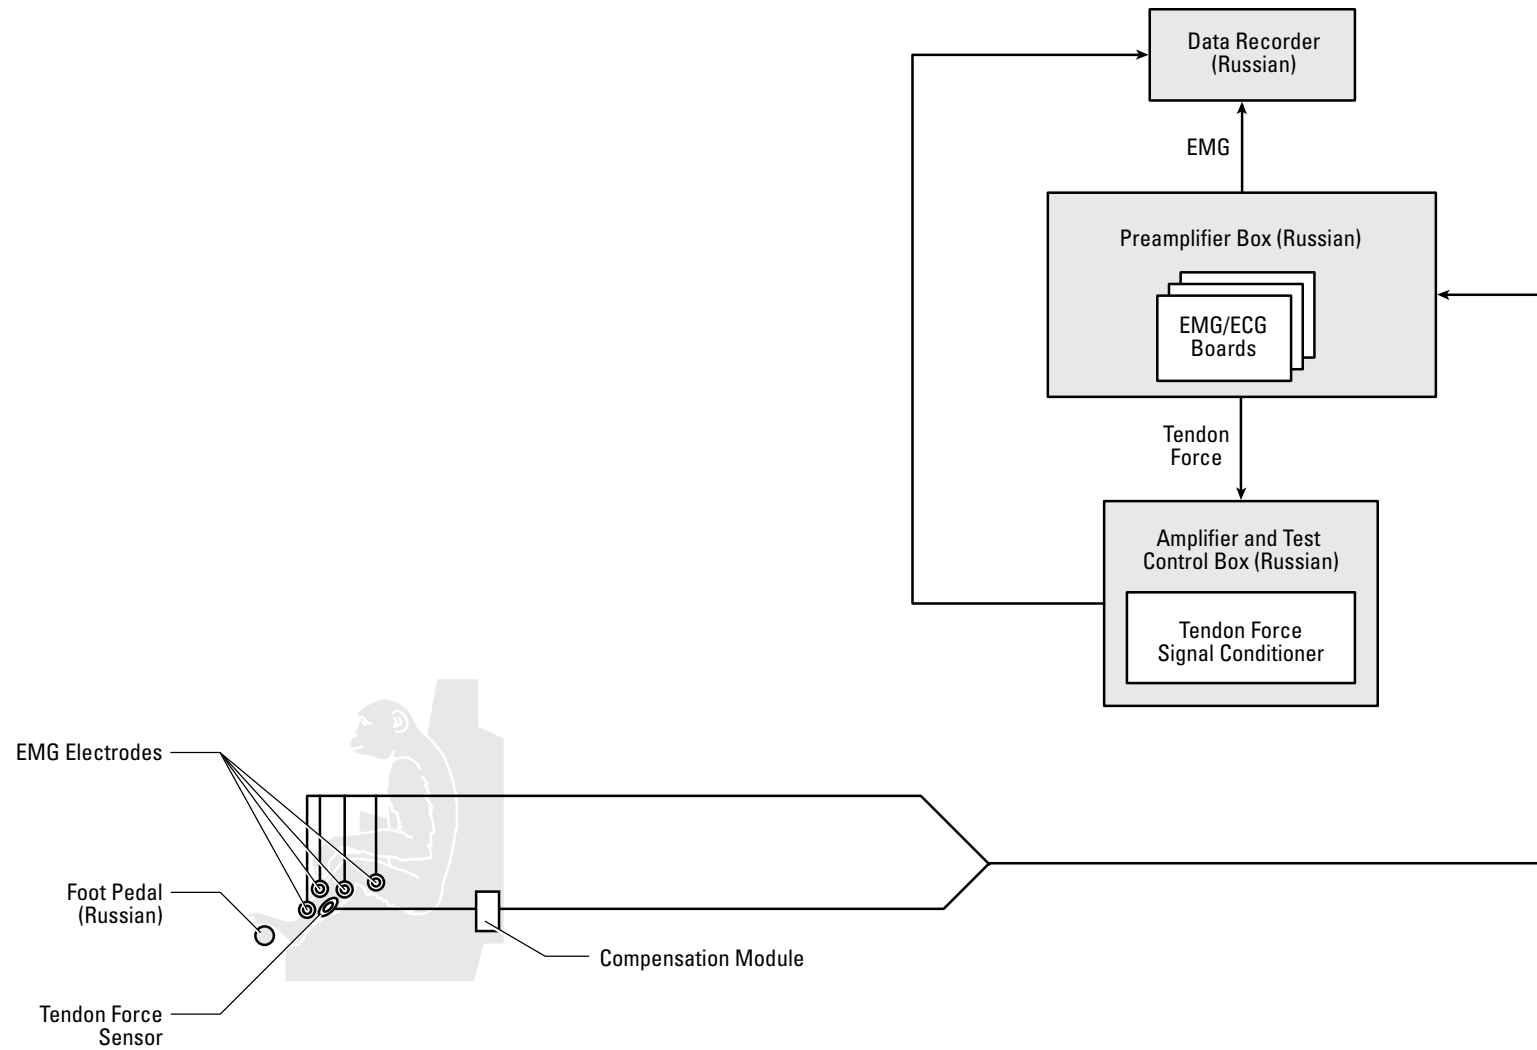 Data Recorder
(Russian)
EMG
Preamplifier Box (Russian)
EMG/ECG
Boards
Tendon
Force
Amplifier and Test
Control Box (Russian)
Tendon Force
Signal Conditioner
EMG Electrodes
Foot Pedal
(Russian)
Compensation Module
Tendon Force
Sensor